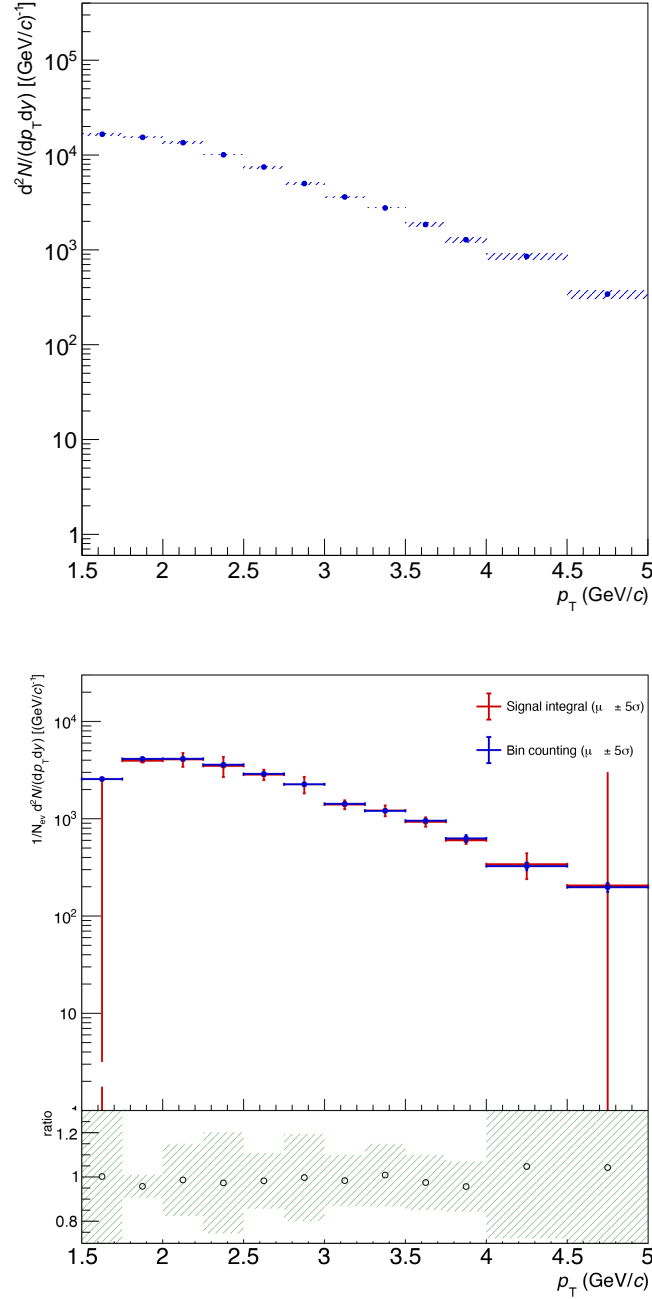 d²N/(dp_T dy) [(GeV/c)⁻¹]
10⁵
10⁴
10³
10²
10
1
1.5 2 2.5 3 3.5 4 4.5 5
p_T (GeV/c)
1/N_ev d²N/(dp_T dy) [(GeV/c)⁻¹]
Signal integral (μ ± 5σ)
Bin counting (μ ± 5σ)
10⁴
10³
10²
10
ratio
1.2
1
0.8
1.5 2 2.5 3 3.5 4 4.5 5
p_T (GeV/c)